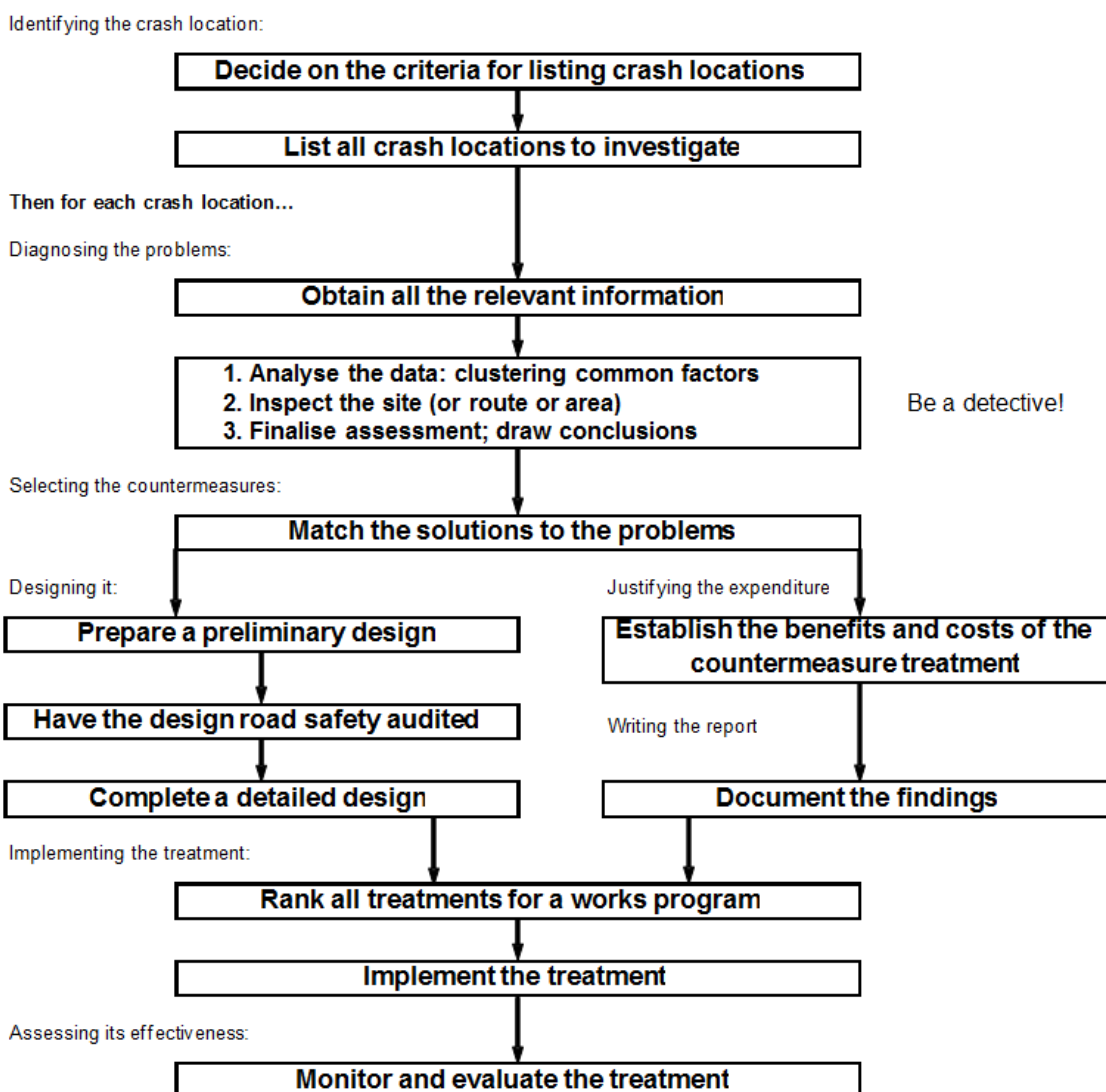 Identifying the crash location:
Decide on the criteria for listing crash locations
List all crash locations to investigate
Then for each crash location...
Diagnosing the problems:
Obtain all the relevant information
1. Analyse the data: clustering common factors
2. Inspect the site (or route or area)
3. Finalise assessment; draw conclusions
Be a detective!
Selecting the countermeasures:
Match the solutions to the problems
Designing it:
Prepare a preliminary design
Have the design road safety audited
Complete a detailed design
Justifying the expenditure
Establish the benefits and costs of the
countermeasure treatment
Writing the report
Document the findings
Implementing the treatment:
Rank all treatments for a works program
Implement the treatment
Assessing its effectiveness:
Monitor and evaluate the treatment